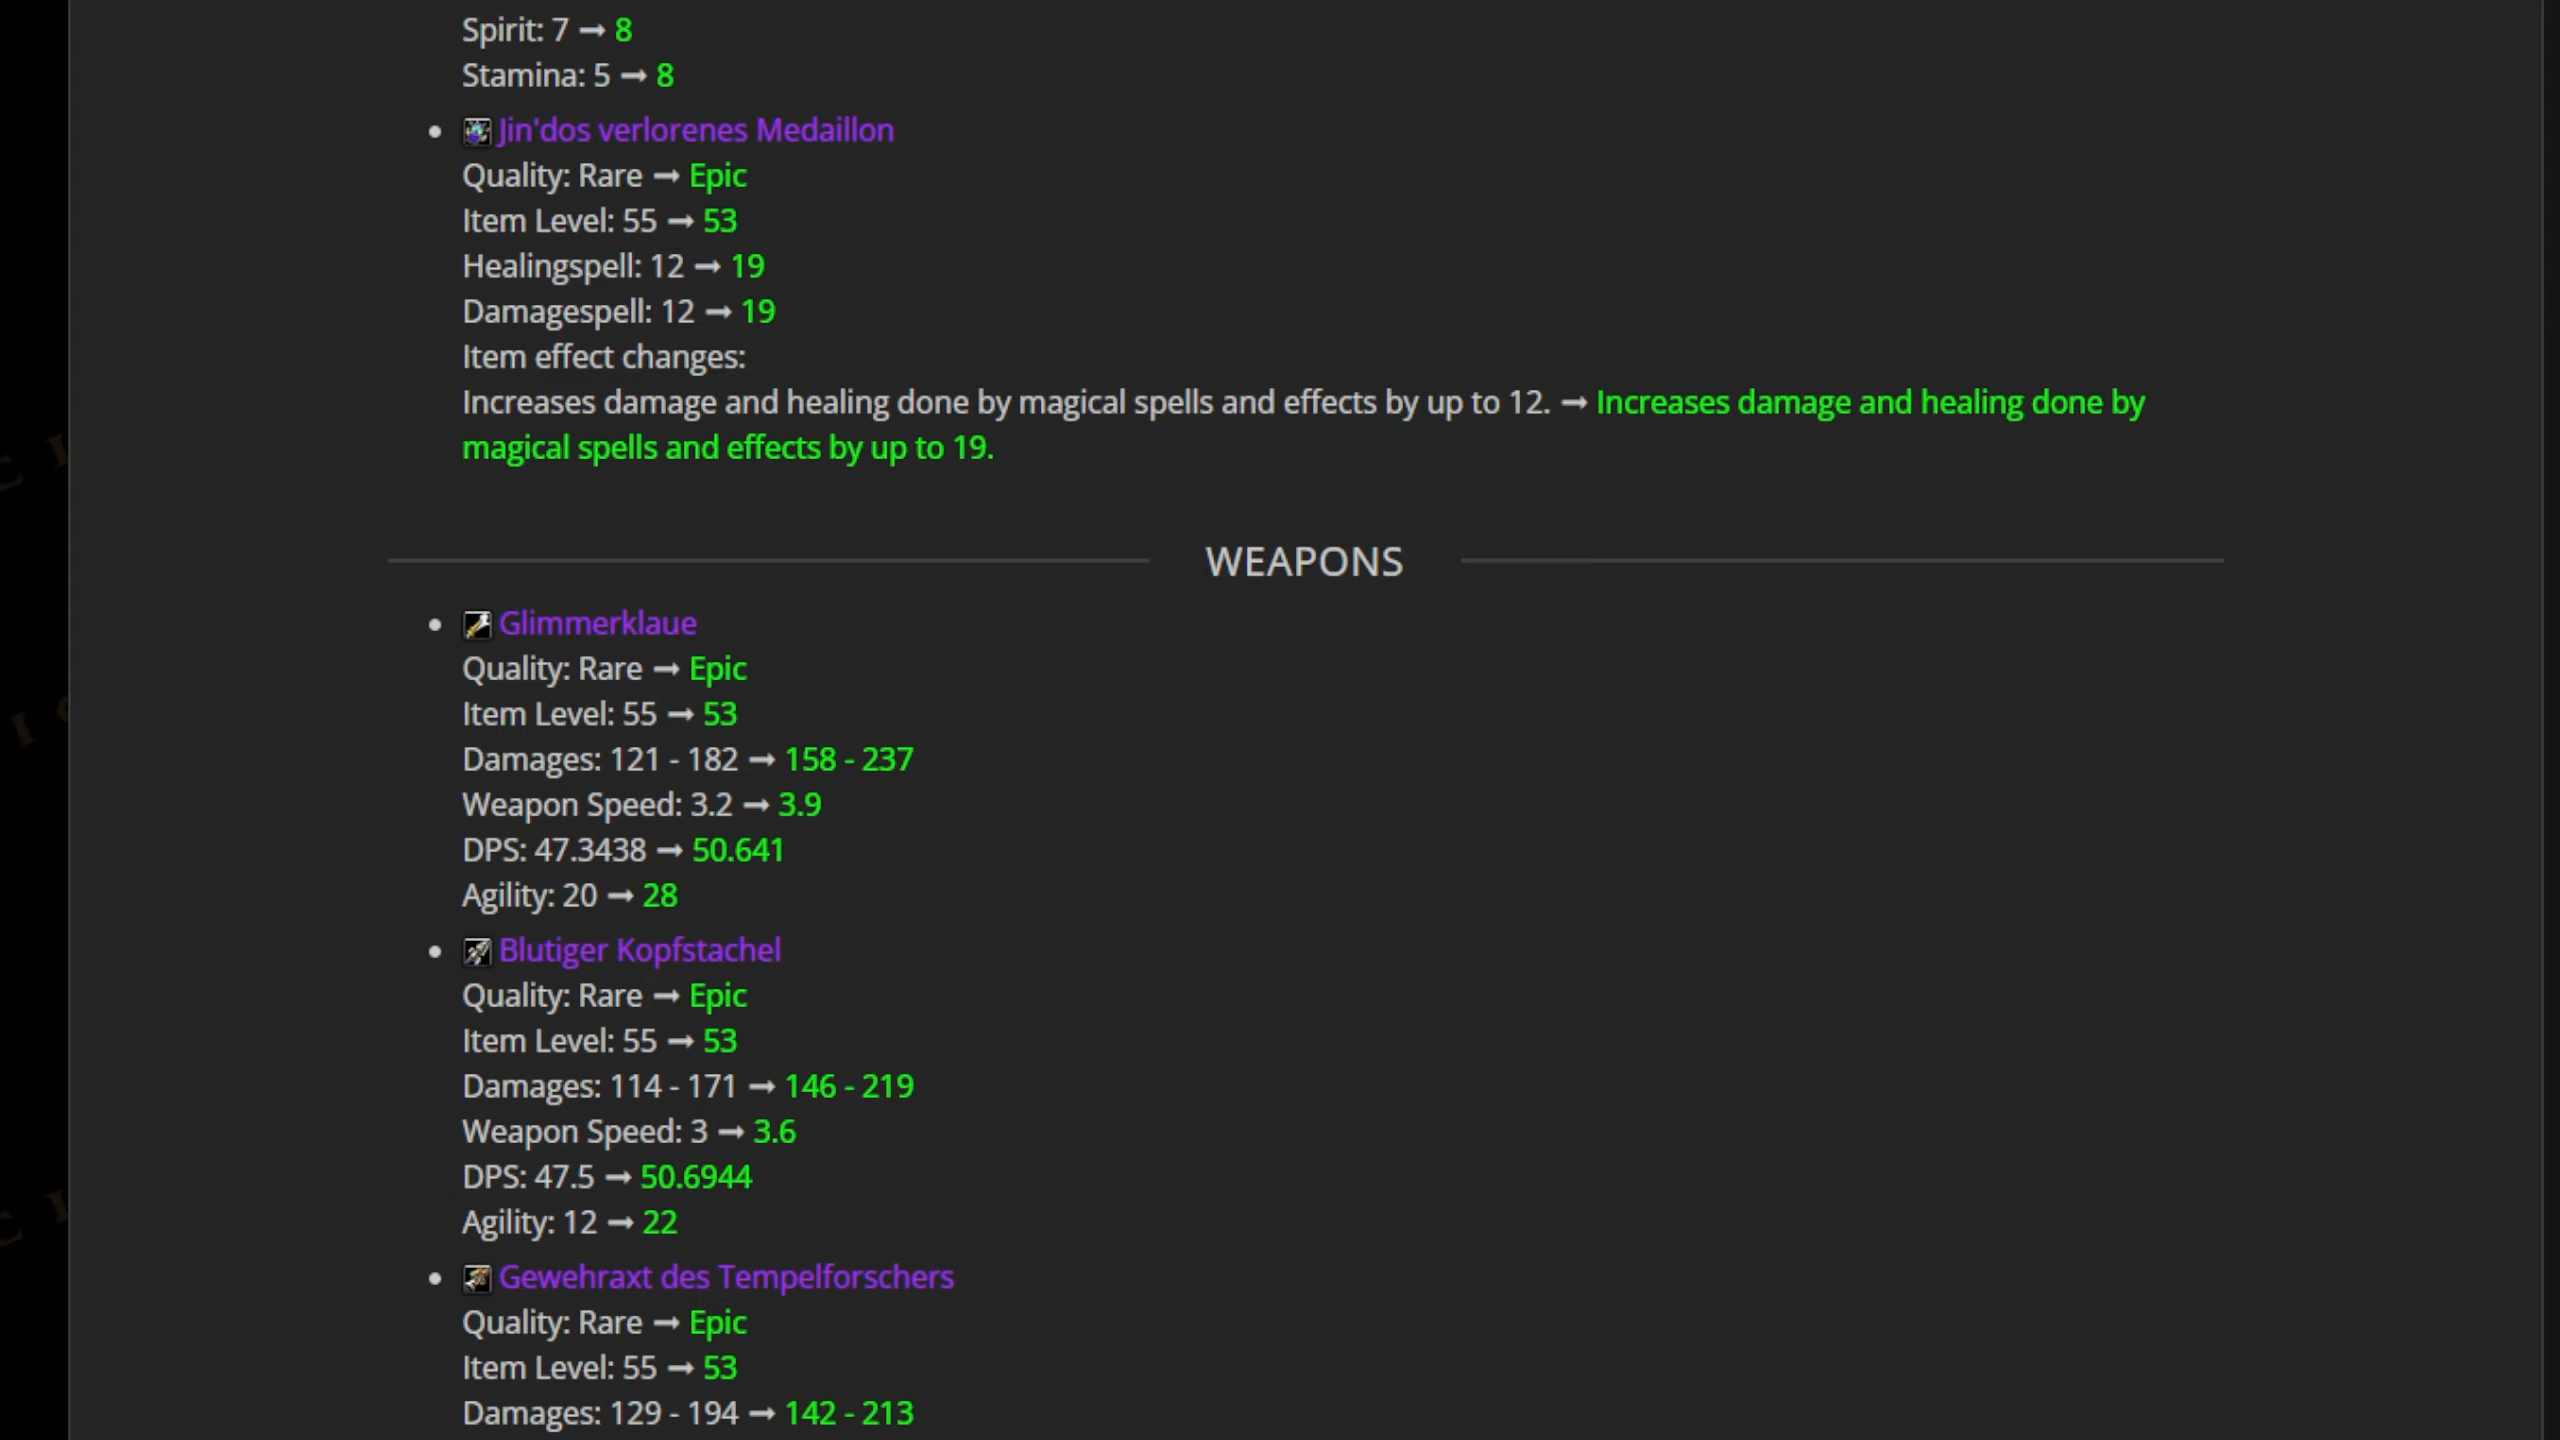 Spirit: 7 → 8
Stamina: 5 → 8
Jin'dos verlorenes Medaillon
Quality: Rare → Epic
Item Level: 55 → 53
Healingspell: 12 → 19
Damagespell: 12 → 19
Item effect changes:
Increases damage and healing done by magical spells and effects by up to 12. → Increases damage and healing done by
magical spells and effects by up to 19.
WEAPONS
Glimmerklaue
Quality: Rare → Epic
Item Level: 55 → 53
Damages: 121 - 182 → 158 - 237
Weapon Speed: 3.2 → 3.9
DPS: 47.3438 → 50.641
Agility: 20 → 28
Blutiger Kopfstachel
Quality: Rare → Epic
Item Level: 55 → 53
Damages: 114 - 171 → 146 - 219
Weapon Speed: 3 → 3.6
DPS: 47.5 → 50.6944
Agility: 12 → 22
Gewehraxt des Tempelforschers
Quality: Rare → Epic
Item Level: 55 → 53
Damages: 129 - 194 → 142 - 213